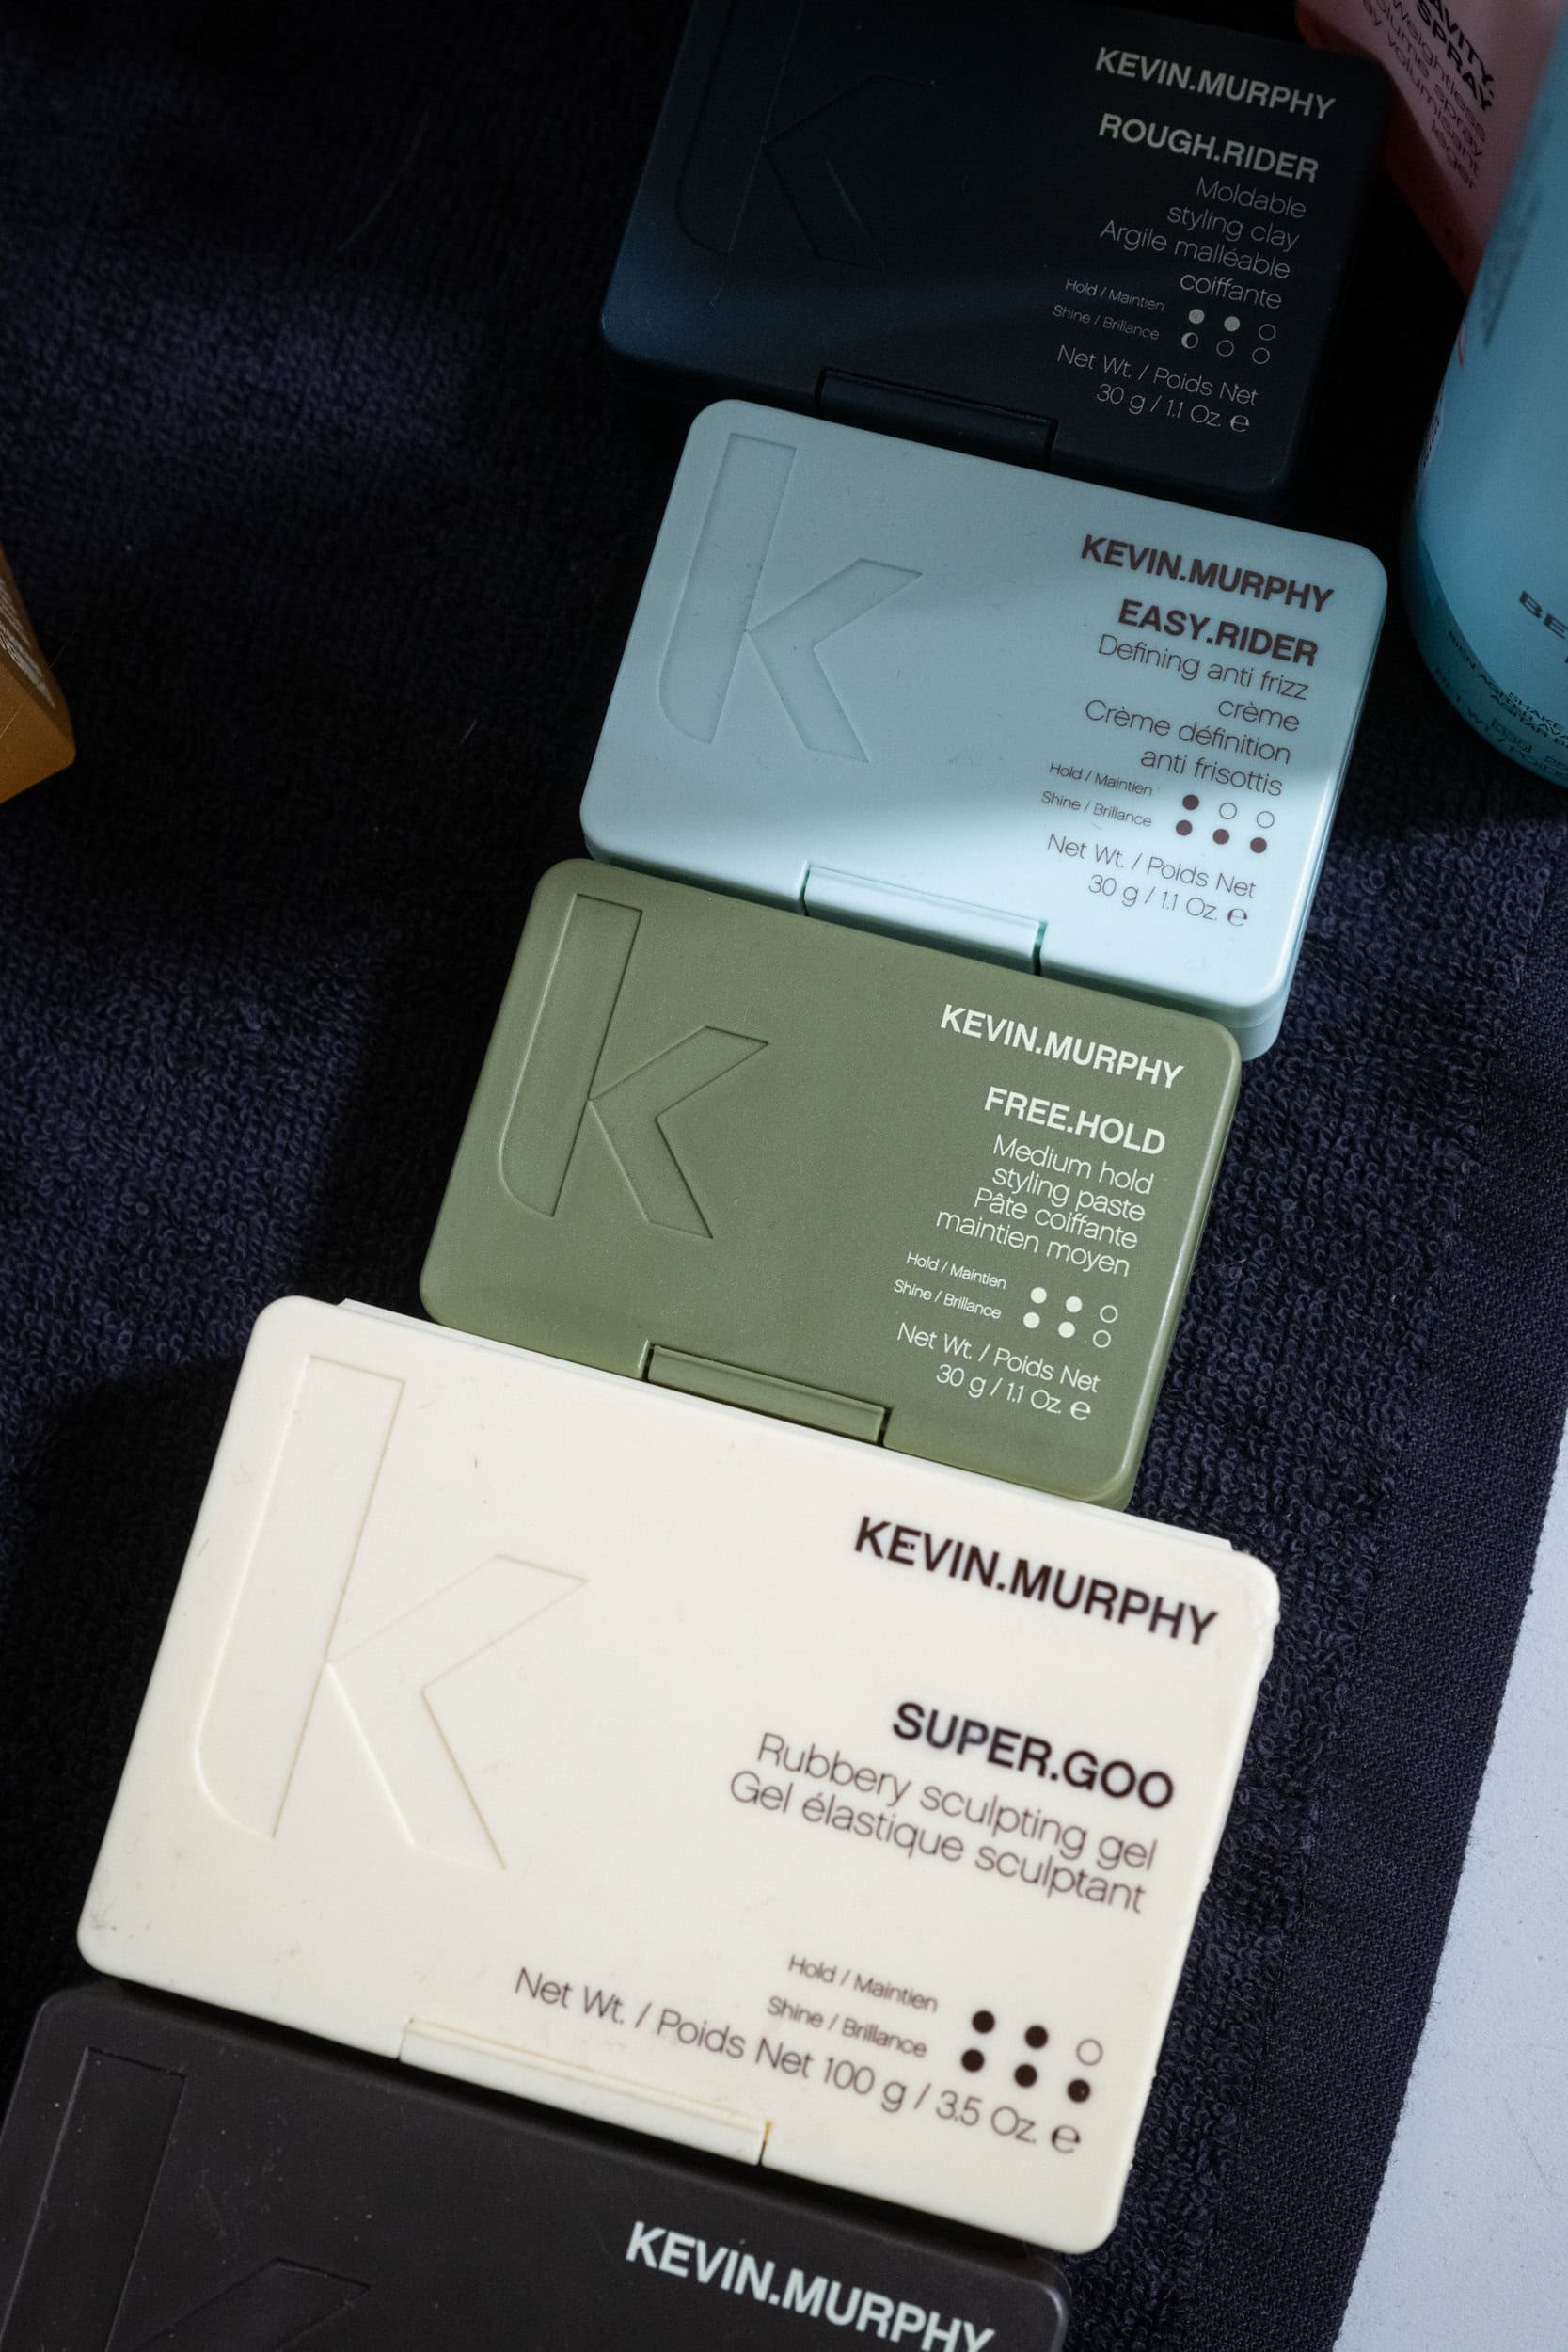 KEVIN.MURPHY
ROUGH.RIDER
Moldable
styling clay
Argile malléable
coiffante
Hold / Maintien
Shine / Brillance
Net Wt. / Poids Net
30 g / 1.1 Oz. ℮
SPRAY
spray
KEVIN.MURPHY
EASY.RIDER
Defining anti frizz
crème
Crème définition
anti frisottis
Hold / Maintien
Shine / Brillance
Net Wt. / Poids Net
30 g / 1.1 Oz. ℮
KEVIN.MURPHY
FREE.HOLD
Medium hold
styling paste
Pâte coiffante
maintien moyen
Hold / Maintien
Shine / Brillance
Net Wt. / Poids Net
30 g / 1.1 Oz. ℮
KEVIN.MURPHY
SUPER.GOO
Rubbery sculpting gel
Gel élastique sculptant
Hold / Maintien
Shine / Brillance
Net Wt. / Poids Net 100 g / 3.5 Oz. ℮
KEVIN.MURPHY